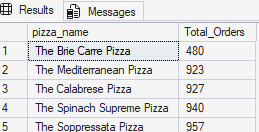 Results Messages
pizza_name Total_Orders
1 The Brie Carre Pizza 480
2 The Mediterranean Pizza 923
3 The Calabrese Pizza 927
4 The Spinach Supreme Pizza 940
5 The Soppressata Pizza 957